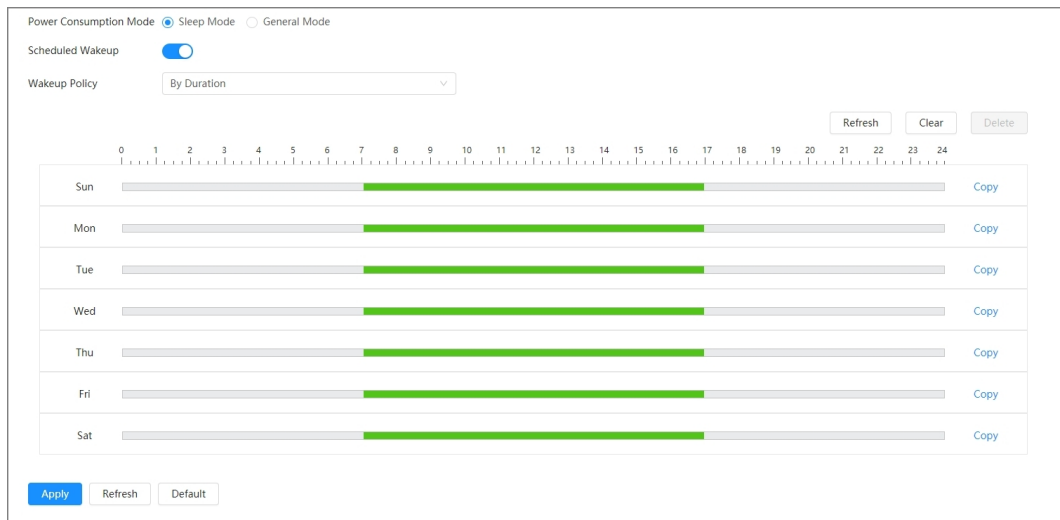 Power Consumption Mode Sleep Mode General Mode
Scheduled Wakeup
Wakeup Policy By Duration
Refresh Clear Delete
0 1 2 3 4 5 6 7 8 9 10 11 12 13 14 15 16 17 18 19 20 21 22 23 24
Sun Copy
Mon Copy
Tue Copy
Wed Copy
Thu Copy
Fri Copy
Sat Copy
Apply Refresh Default